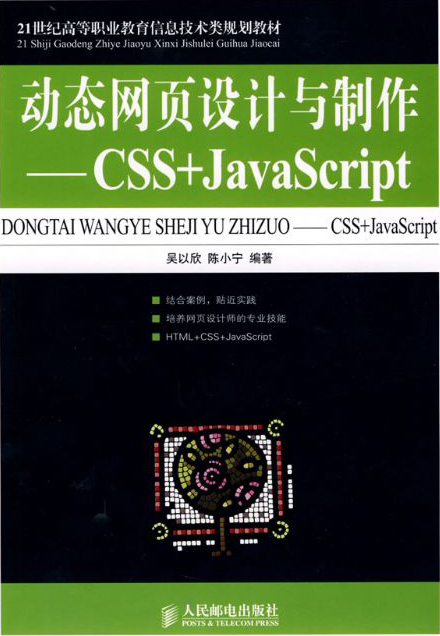 21世纪高等职业教育信息技术类规划教材
21 Shiji Gaodeng Zhiye Jiaoyu Xinxi Jishulei Guihua Jiaocai
动态网页设计与制作
——CSS+JavaScript
DONGTAI WANGYE SHEJI YU ZHIZUO —— CSS+JavaScript
吴以欣 陈小宁 编著
■ 结合案例，贴近实践
■ 培养网页设计师的专业技能
■ HTML+CSS+JavaScript
人民邮电出版社
POSTS & TELECOM PRESS